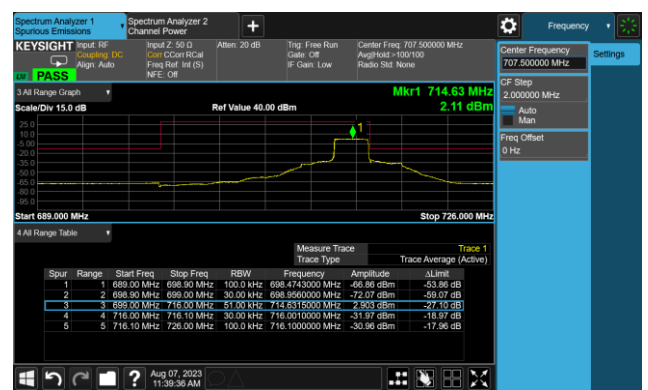 Spectrum Analyzer 1
Spurious Emissions
Spectrum Analyzer 2
Channel Power
Frequency
KEYSIGHT
Input: RF
Coupling: DC
Align: Auto
Input Z: 50 Ω
Corr CCorr RCal
Freq Ref: Int (S)
NFE: Off
Atten: 20 dB
Trig: Free Run
Gate: Off
IF Gain: Low
Center Freq: 707.500000 MHz
Avg|Hold:>100/100
Radio Std: None
PASS
Center Frequency
707.500000 MHz
Settings
CF Step
2.000000 MHz
Auto
Man
Freq Offset
0 Hz
3 All Range Graph
Mkr1 714.63 MHz
2.11 dBm
Scale/Div 15.0 dB
Ref Value 40.00 dBm
1
25.0
10.0
-5.00
-20.0
-35.0
-50.0
-65.0
-80.0
-95.0
Start 689.000 MHz
Stop 726.000 MHz
4 All Range Table
Measure Trace Trace 1
Trace Type Trace Average (Active)
Spur Range Start Freq Stop Freq RBW Frequency Amplitude ΔLimit
1 1 689.00 MHz 698.90 MHz 100.0 kHz 698.4743000 MHz -66.86 dBm -53.86 dB
2 2 698.90 MHz 699.00 MHz 30.00 kHz 698.9560000 MHz -72.07 dBm -59.07 dB
3 3 699.00 MHz 716.00 MHz 51.00 kHz 714.6315000 MHz 2.903 dBm -27.10 dB
4 4 716.00 MHz 716.10 MHz 30.00 kHz 716.0010000 MHz -31.97 dBm -18.97 dB
5 5 716.10 MHz 726.00 MHz 100.0 kHz 716.1000000 MHz -30.96 dBm -17.96 dB
?
Aug 07, 2023
11:39:36 AM